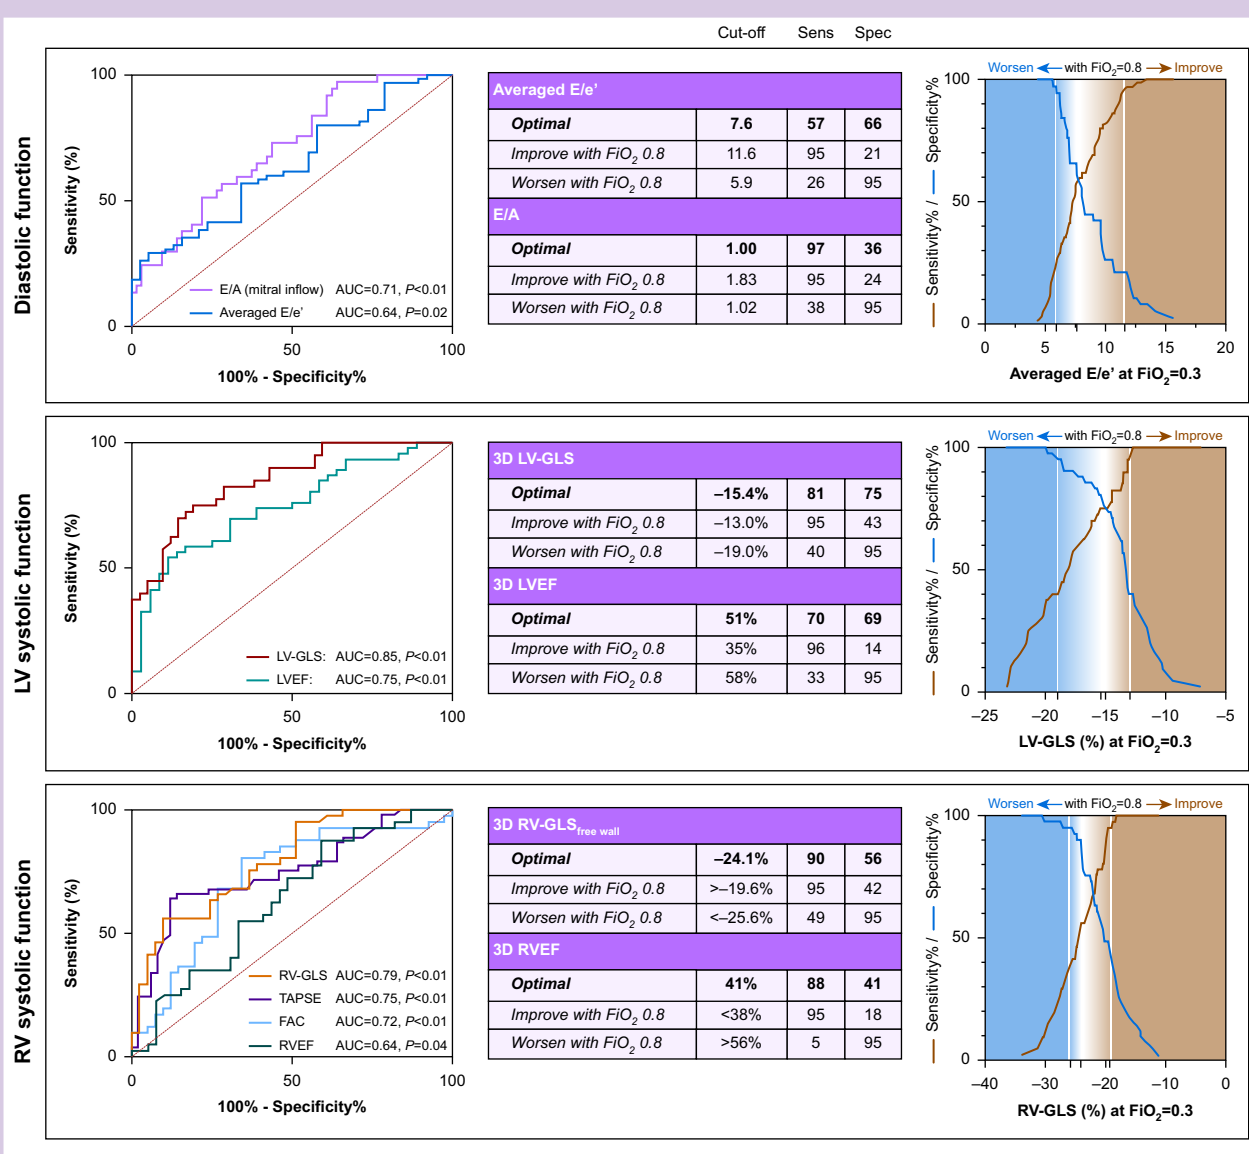 Cut-off Sens Spec
Diastolic function
Sensitivity (%)
100
50
0
E/A (mitral inflow) AUC=0.71, P<0.01
Averaged E/e’ AUC=0.64, P=0.02
0 50 100
100% - Specificity%
Averaged E/e’
Optimal 7.6 57 66
Improve with FiO2 0.8 11.6 95 21
Worsen with FiO2 0.8 5.9 26 95
E/A
Optimal 1.00 97 36
Improve with FiO2 0.8 1.83 95 24
Worsen with FiO2 0.8 1.02 38 95
Worsen with FiO2=0.8 Improve
Sensitivity% / Specificity%
100
50
0
0 5 10 15 20
Averaged E/e’ at FiO2=0.3
LV systolic function
Sensitivity (%)
100
50
0
LV-GLS: AUC=0.85, P<0.01
LVEF: AUC=0.75, P<0.01
0 50 100
100% - Specificity%
3D LV-GLS
Optimal –15.4% 81 75
Improve with FiO2 0.8 –13.0% 95 43
Worsen with FiO2 0.8 –19.0% 40 95
3D LVEF
Optimal 51% 70 69
Improve with FiO2 0.8 35% 96 14
Worsen with FiO2 0.8 58% 33 95
Worsen with FiO2=0.8 Improve
Sensitivity% / Specificity%
100
50
0
–25 –20 –15 –10 –5
LV-GLS (%) at FiO2=0.3
RV systolic function
Sensitivity (%)
100
50
0
RV-GLS AUC=0.79, P<0.01
TAPSE AUC=0.75, P<0.01
FAC AUC=0.72, P<0.01
RVEF AUC=0.64, P=0.04
0 50 100
100% - Specificity%
3D RV-GLSfree wall
Optimal –24.1% 90 56
Improve with FiO2 0.8 >–19.6% 95 42
Worsen with FiO2 0.8 <–25.6% 49 95
3D RVEF
Optimal 41% 88 41
Improve with FiO2 0.8 <38% 95 18
Worsen with FiO2 0.8 >56% 5 95
Worsen with FiO2=0.8 Improve
Sensitivity% / Specificity%
100
50
0
–40 –30 –20 –10 0
RV-GLS (%) at FiO2=0.3